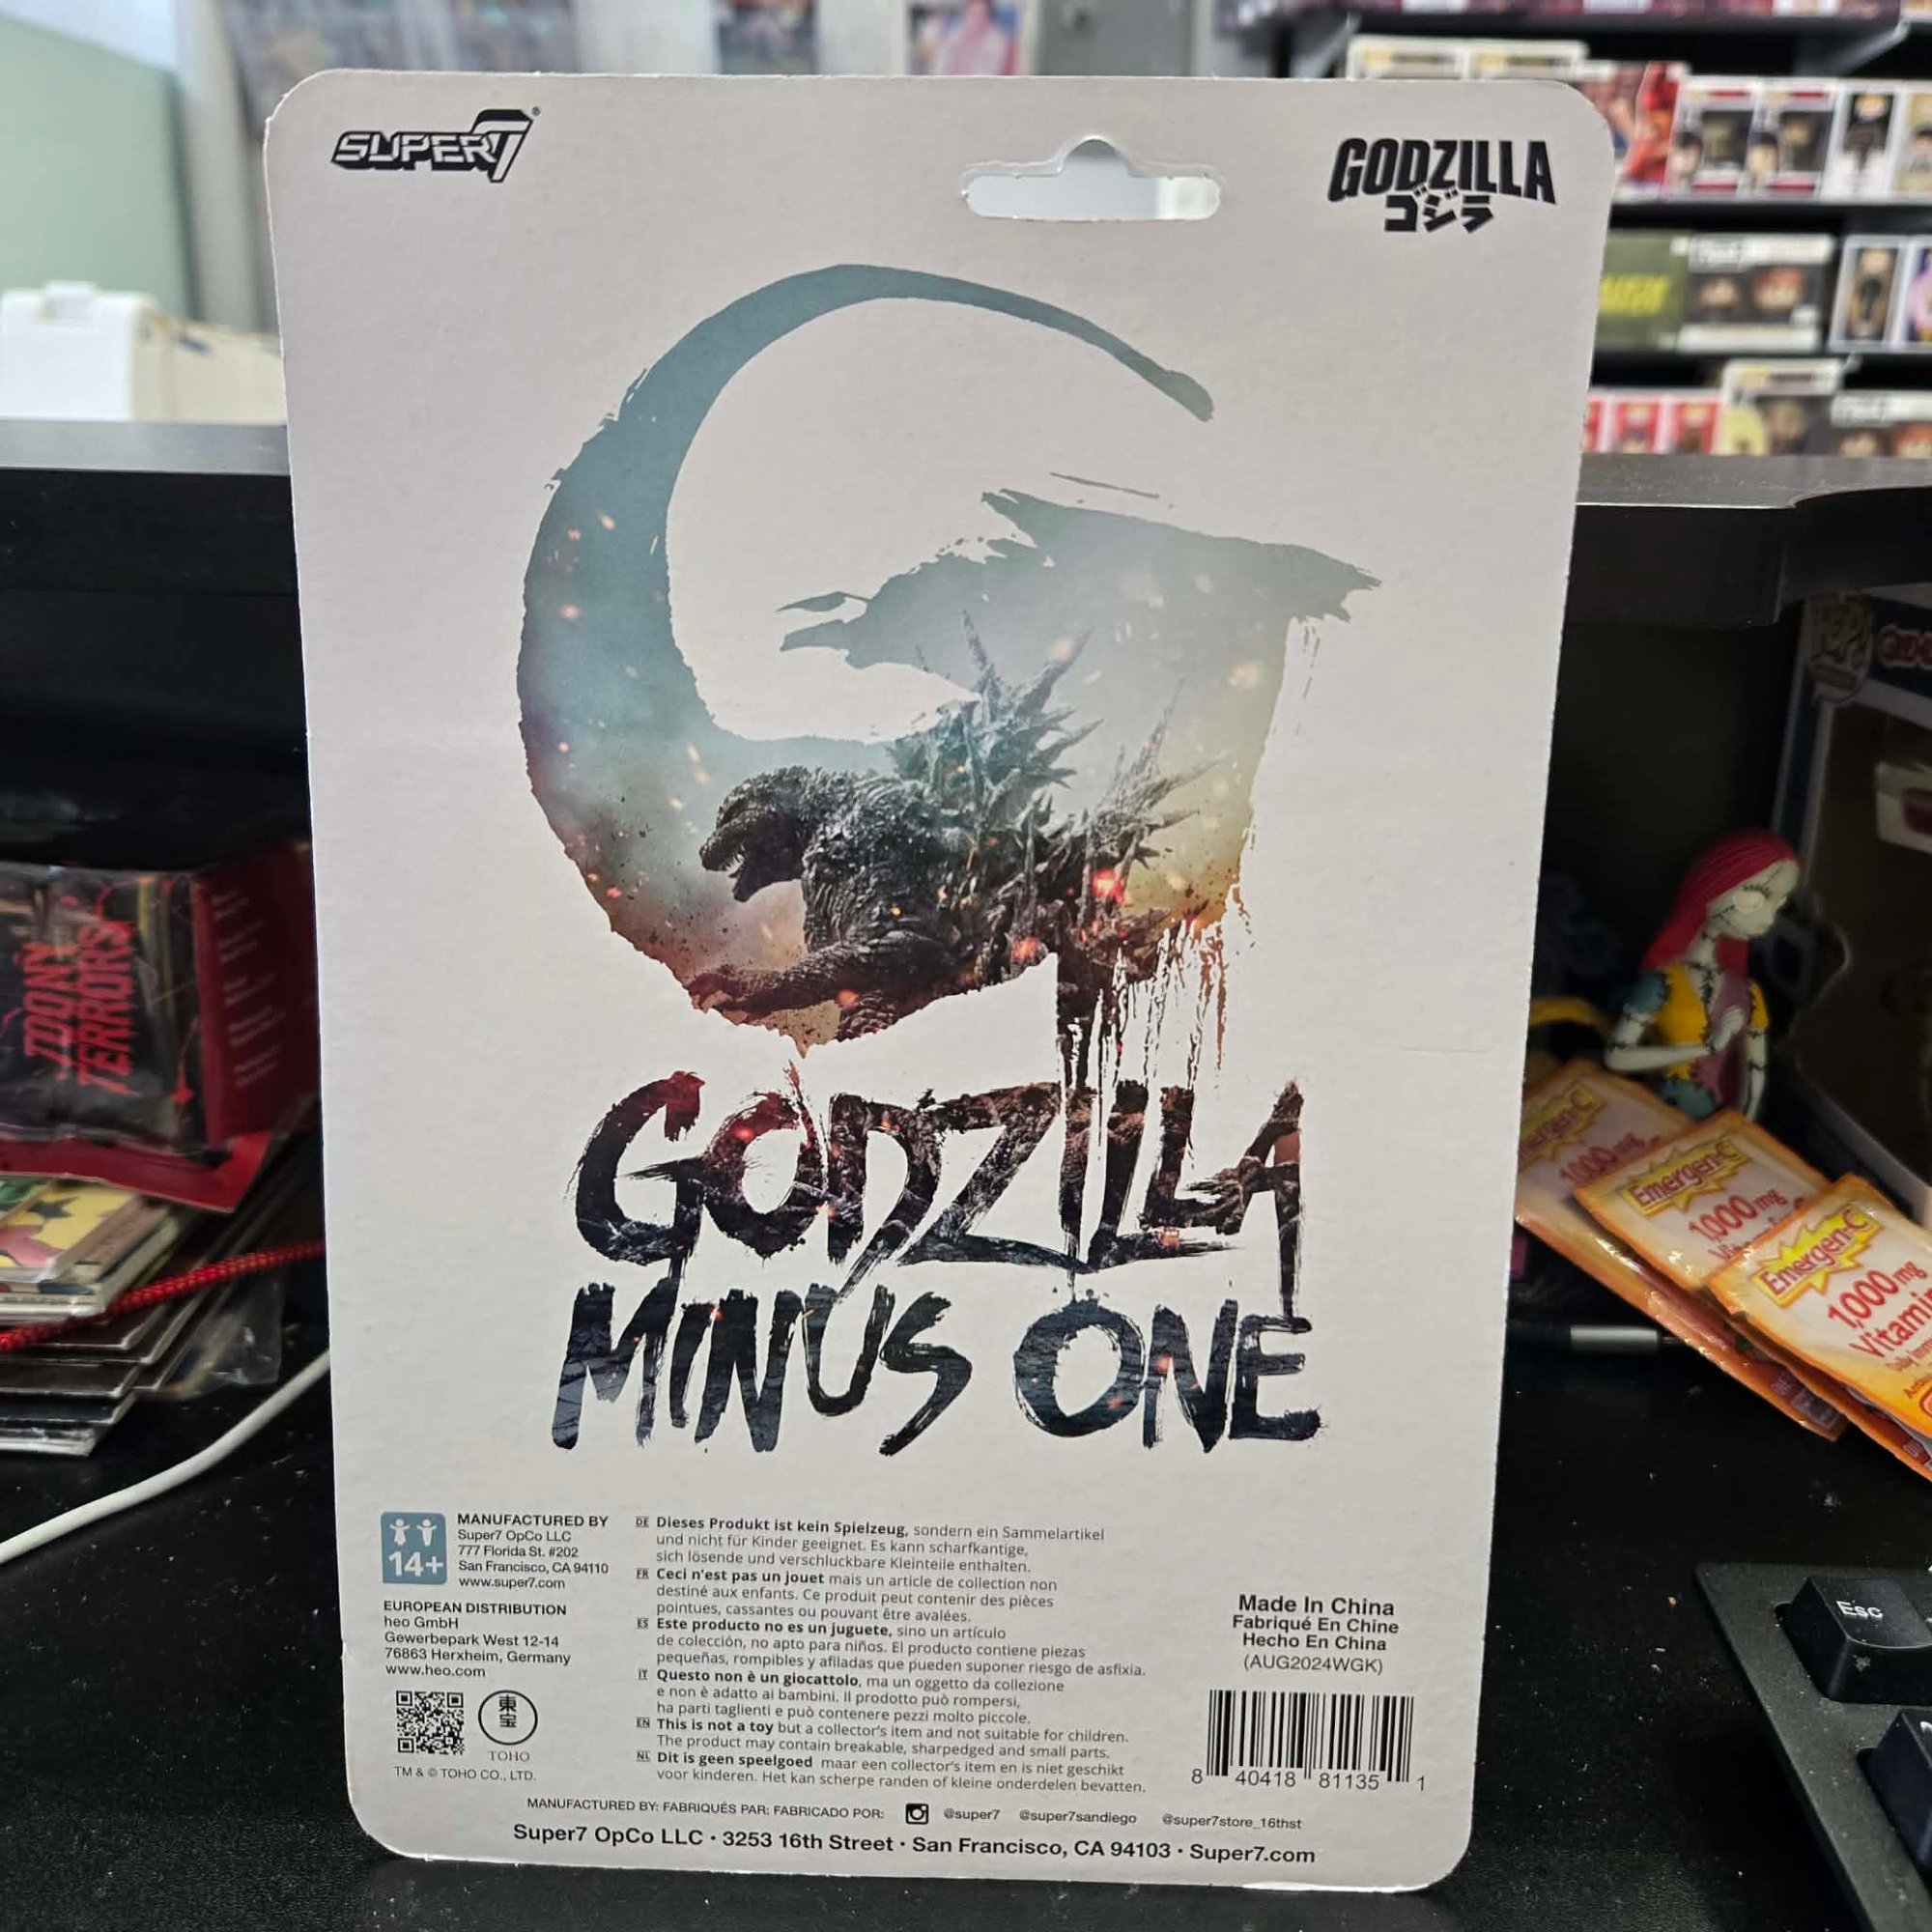 SUPER7®
GODZILLA
ゴジラ
GODZILLA
MINUS ONE
14+
MANUFACTURED BY
Super7 OpCo LLC
777 Florida St. #202
San Francisco, CA 94110
www.super7.com
EUROPEAN DISTRIBUTION
heo GmbH
Gewerbepark West 12-14
76863 Herxheim, Germany
www.heo.com
東宝
TOHO
TM & © TOHO CO., LTD.
DE Dieses Produkt ist kein Spielzeug, sondern ein Sammelartikel
und nicht für Kinder geeignet. Es kann scharfkantige,
sich lösende und verschluckbare Kleinteile enthalten.
FR Ceci n'est pas un jouet mais un article de collection non
destiné aux enfants. Ce produit peut contenir des pièces
pointues, cassantes ou pouvant être avalées.
ES Este producto no es un juguete, sino un artículo
de colección, no apto para niños. El producto contiene piezas
pequeñas, rompibles y afiladas que pueden suponer riesgo de asfixia.
IT Questo non è un giocattolo, ma un oggetto da collezione
e non è adatto ai bambini. Il prodotto può rompersi,
ha parti taglienti e può contenere pezzi molto piccole.
EN This is not a toy but a collector's item and not suitable for children.
The product may contain breakable, sharpedged and small parts.
NL Dit is geen speelgoed maar een collector's item en is niet geschikt
voor kinderen. Het kan scherpe randen of kleine onderdelen bevatten.
Made In China
Fabriqué En Chine
Hecho En China
(AUG2024WGK)
8 40418 81135 1
MANUFACTURED BY: FABRIQUÉS PAR: FABRICADO POR: @super7 @super7sandiego @super7store_16thst
Super7 OpCo LLC • 3253 16th Street • San Francisco, CA 94103 • Super7.com
TOONY
TERRORS
POP!
Emergen-C
1000 mg
Emergen-C
1,000 mg
Emergen-C
1,000 mg
Esc